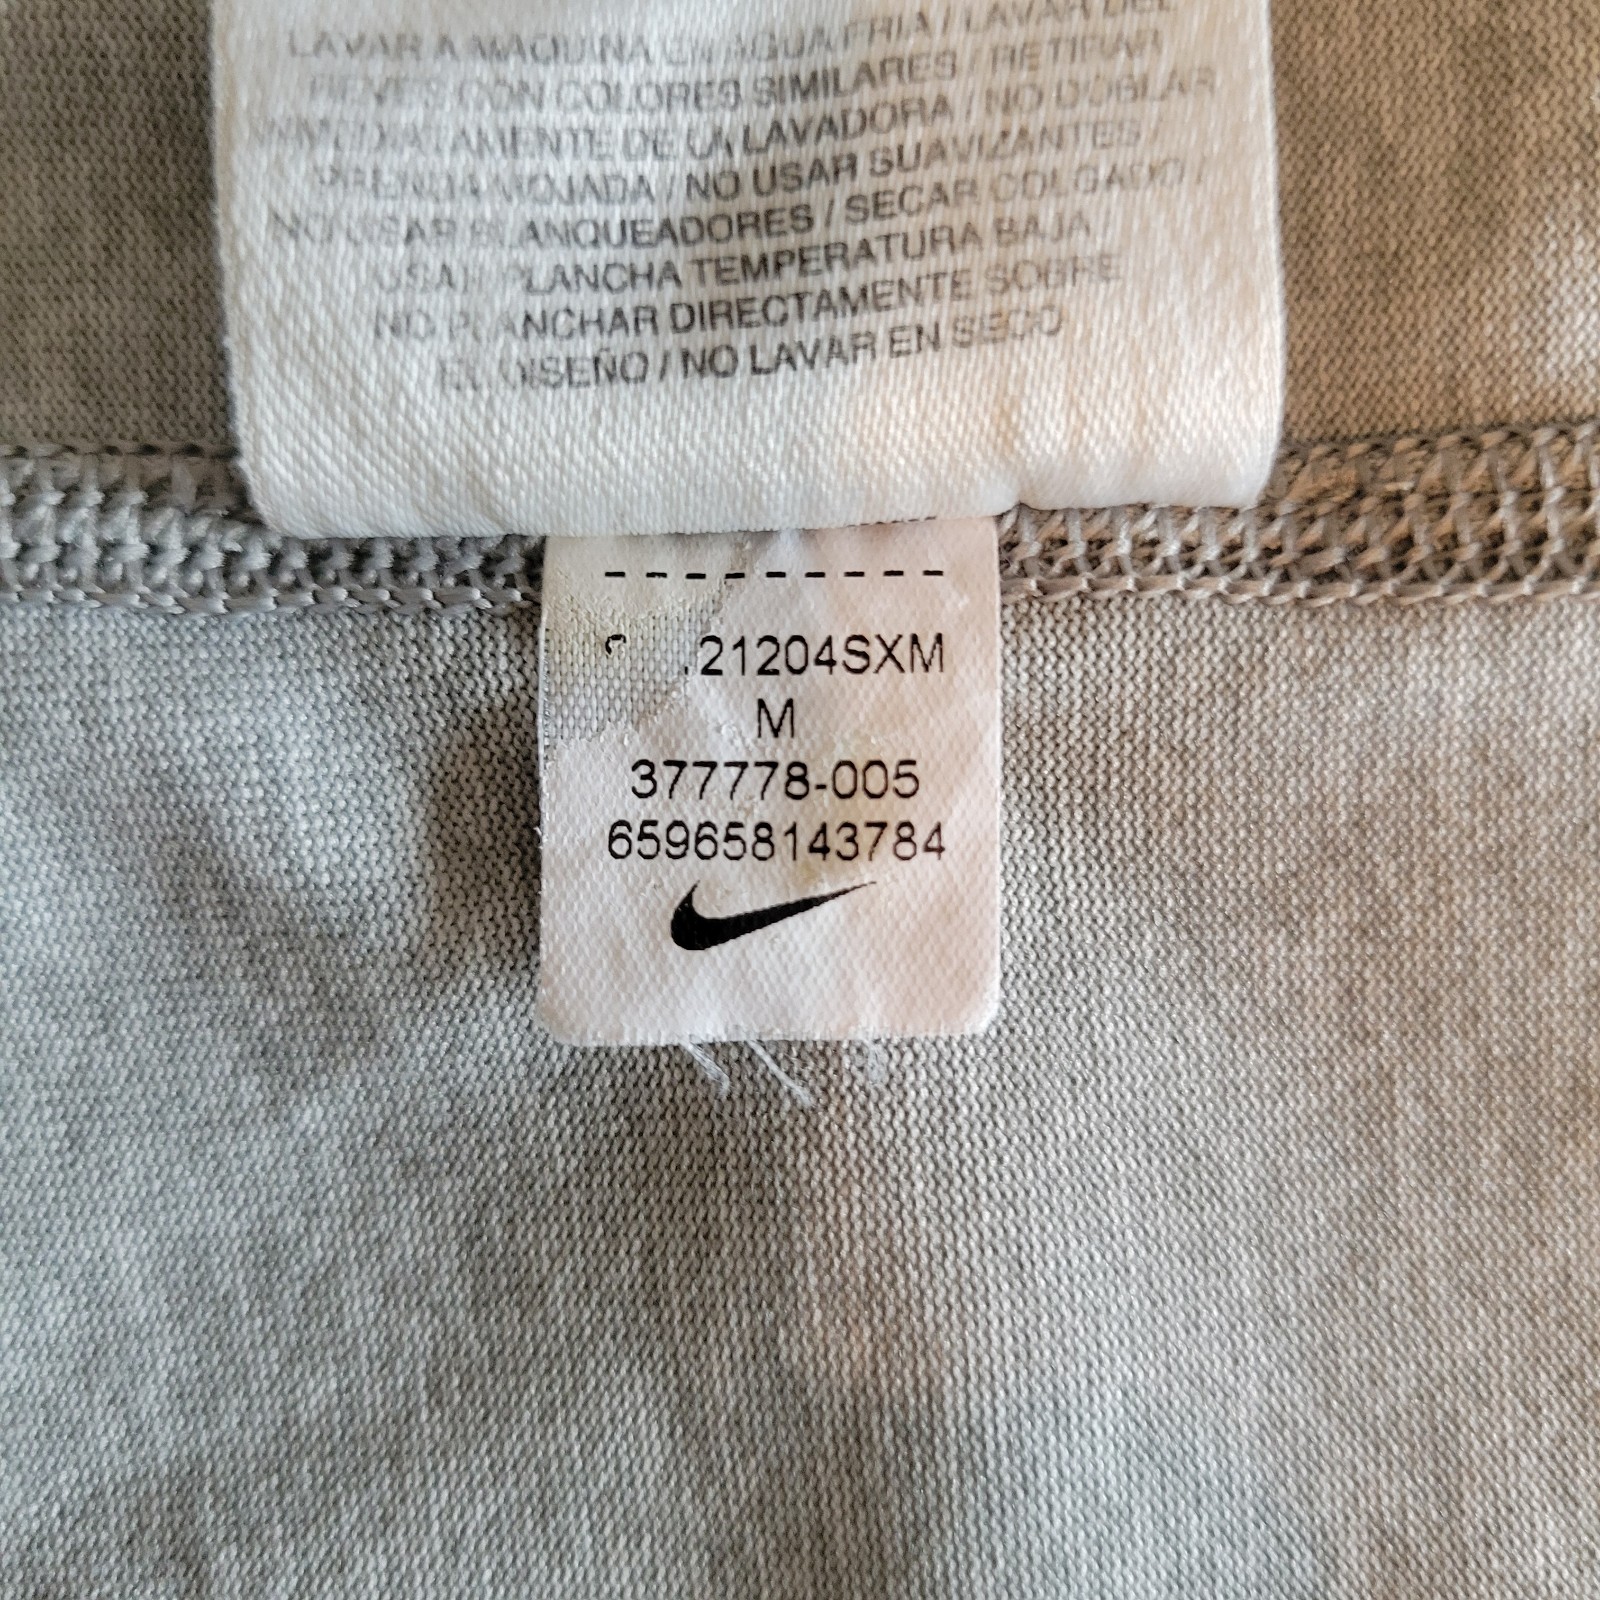 LAVAR A MAQUINA EN AGUA FRIA / LAVAR DEL
REVES CON COLORES SIMILARES / RETIRAR
INMEDIATAMENTE DE LA LAVADORA / NO DOBLAR
PRENDA MOJADA / NO USAR SUAVIZANTES /
NO USAR BLANQUEADORES / SECAR COLGADO /
USAR PLANCHA TEMPERATURA BAJA /
NO PLANCHAR DIRECTAMENTE SOBRE
EL DISEÑO / NO LAVAR EN SECO
21204SXM
M
377778-005
659658143784